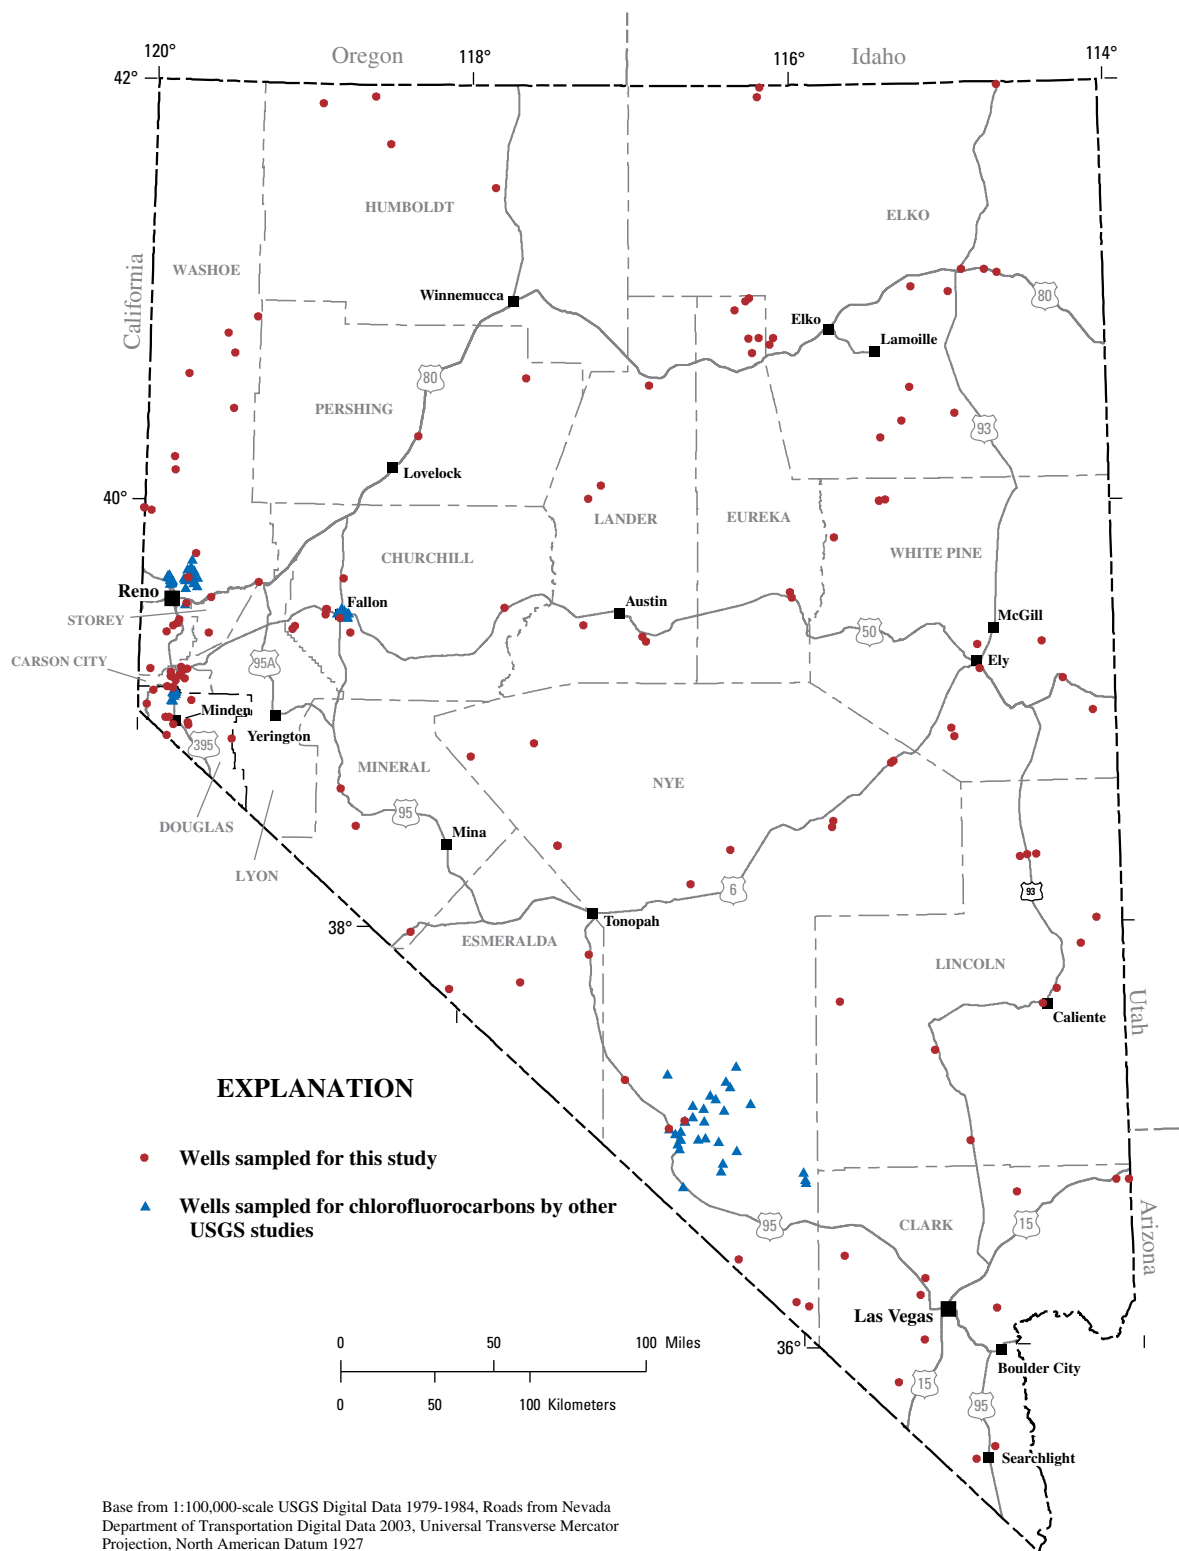 120°
Oregon
118°
116°
Idaho
114°
42°
HUMBOLDT
ELKO
WASHOE
California
Winnemucca
80
Elko
Lamoille
80
PERSHING
93
Lovelock
40°
LANDER
EUREKA
CHURCHILL
WHITE PINE
Reno
Fallon
Austin
STOREY
McGill
50
CARSON CITY
95A
Ely
Minden
Yerington
395
MINERAL
NYE
95
DOUGLAS
Mina
LYON
6
93
38°
Tonopah
ESMERALDA
LINCOLN
Utah
Caliente
EXPLANATION
Wells sampled for this study
Wells sampled for chlorofluorocarbons by other
USGS studies
95
CLARK
15
Arizona
Las Vegas
0 50 100 Miles
36°
Boulder City
15
95
0 50 100 Kilometers
Searchlight
Base from 1:100,000-scale USGS Digital Data 1979-1984, Roads from Nevada
Department of Transportation Digital Data 2003, Universal Transverse Mercator
Projection, North American Datum 1927